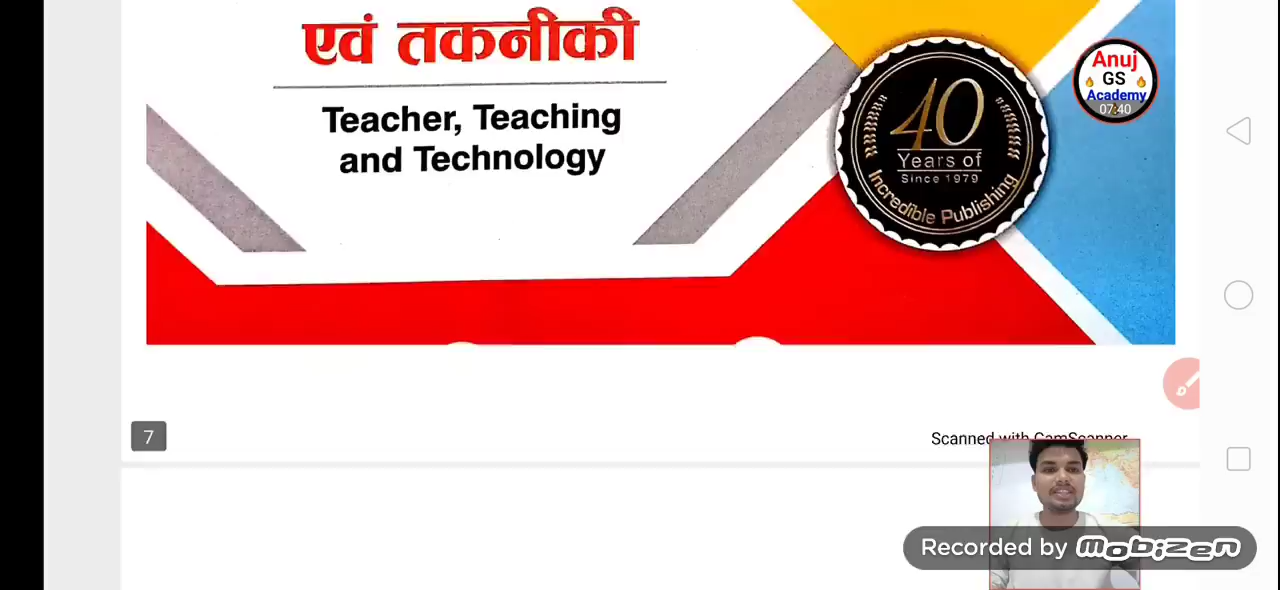 एवं तकनीकी
Teacher, Teaching
and Technology
40
Years of
Since 1979
Incredible Publishing
Anuj
GS
Academy
07:40
7
Scanned with CamScanner
Recorded by Mobizen